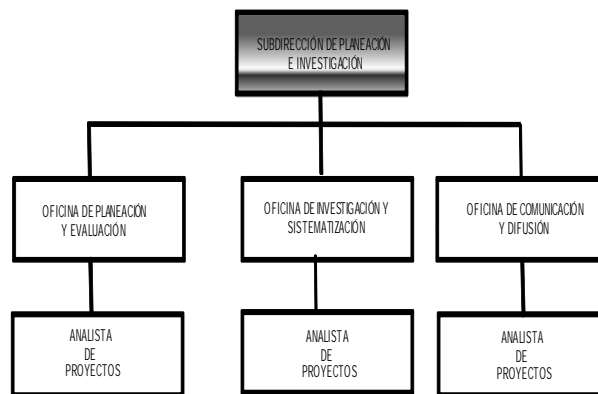 SUBDIRECCIÓN DE PLANEACIÓN
E INVESTIGACIÓN
OFICINA DE PLANEACIÓN
Y EVALUACIÓN
OFICINA DE INVESTIGACIÓN Y
SISTEMATIZACIÓN
OFICINA DE COMUNICACIÓN
Y DIFUSIÓN
ANALISTA
DE
PROYECTOS
ANALISTA
DE
PROYECTOS
ANALISTA
DE
PROYECTOS